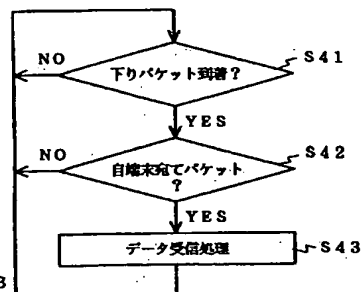 NO
下りパケット到着?
S41
YES
NO
自端末宛てパケット
?
S42
YES
データ受信処理
S43